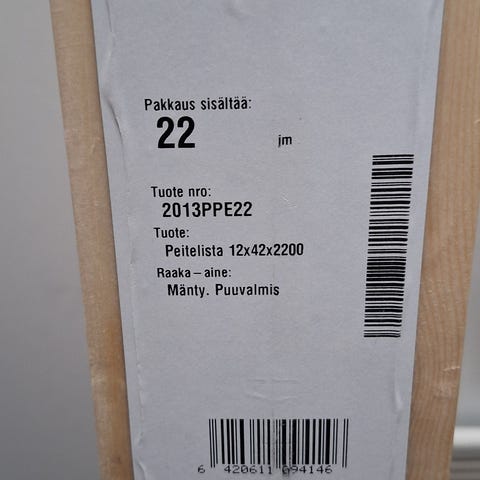 Pakkaus sisältää:
22 jm
Tuote nro:
2013PPE22
Tuote:
Peitelista 12x42x2200
Raaka-aine:
Mänty. Puuvalmis
6 420611 094146